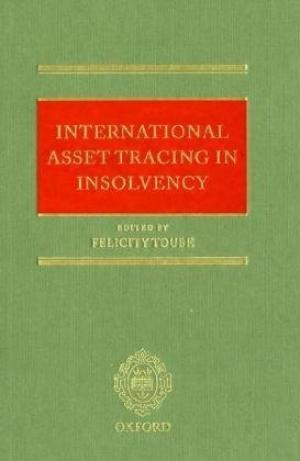 INTERNATIONAL
ASSET TRACING IN
INSOLVENCY
EDITED BY
FELICITY TOUBE
OXFORD